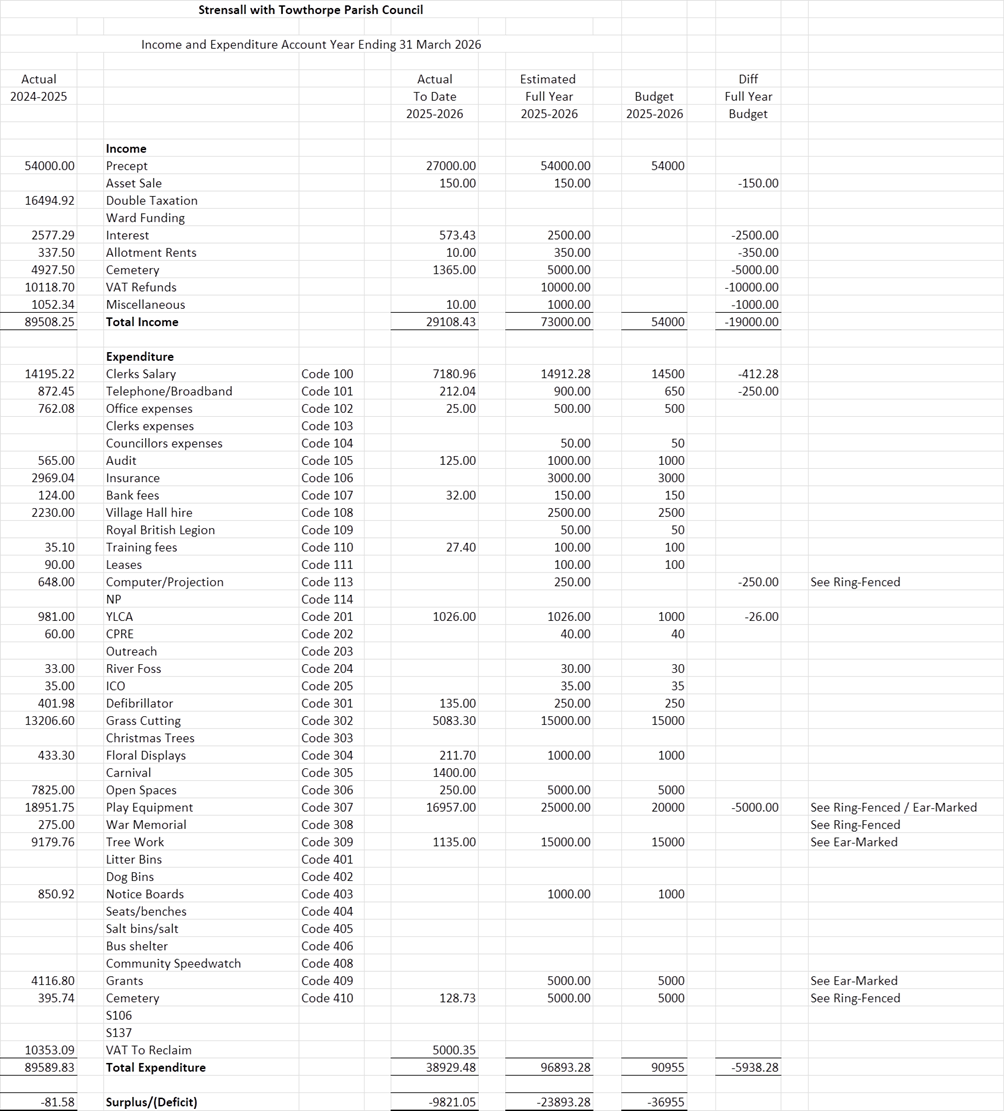 Strensall with Towthorpe Parish Council
Income and Expenditure Account Year Ending 31 March 2026
Actual Actual Estimated Diff
2024-2025 To Date Full Year Budget Full Year
2025-2026 2025-2026 2025-2026 Budget
Income
54000.00 Precept 27000.00 54000.00 54000
Asset Sale 150.00 150.00 -150.00
16494.92 Double Taxation
Ward Funding
2577.29 Interest 573.43 2500.00 -2500.00
337.50 Allotment Rents 10.00 350.00 -350.00
4927.50 Cemetery 1365.00 5000.00 -5000.00
10118.70 VAT Refunds 10000.00 -10000.00
1052.34 Miscellaneous 10.00 1000.00 -1000.00
89508.25 Total Income 29108.43 73000.00 54000 -19000.00
Expenditure
14195.22 Clerks Salary Code 100 7180.96 14912.28 14500 -412.28
872.45 Telephone/Broadband Code 101 212.04 900.00 650 -250.00
762.08 Office expenses Code 102 25.00 500.00 500
Clerks expenses Code 103
Councillors expenses Code 104 50.00 50
565.00 Audit Code 105 125.00 1000.00 1000
2969.04 Insurance Code 106 3000.00 3000
124.00 Bank fees Code 107 32.00 150.00 150
2230.00 Village Hall hire Code 108 2500.00 2500
Royal British Legion Code 109 50.00 50
35.10 Training fees Code 110 27.40 100.00 100
90.00 Leases Code 111 100.00 100
648.00 Computer/Projection Code 113 250.00 -250.00 See Ring-Fenced
NP Code 114
981.00 YLCA Code 201 1026.00 1026.00 1000 -26.00
60.00 CPRE Code 202 40.00 40
Outreach Code 203
33.00 River Foss Code 204 30.00 30
35.00 ICO Code 205 35.00 35
401.98 Defibrillator Code 301 135.00 250.00 250
13206.60 Grass Cutting Code 302 5083.30 15000.00 15000
Christmas Trees Code 303
433.30 Floral Displays Code 304 211.70 1000.00 1000
Carnival Code 305 1400.00
7825.00 Open Spaces Code 306 250.00 5000.00 5000
18951.75 Play Equipment Code 307 16957.00 25000.00 20000 -5000.00 See Ring-Fenced / Ear-Marked
275.00 War Memorial Code 308 See Ring-Fenced
9179.76 Tree Work Code 309 1135.00 15000.00 15000 See Ear-Marked
Litter Bins Code 401
Dog Bins Code 402
850.92 Notice Boards Code 403 1000.00 1000
Seats/benches Code 404
Salt bins/salt Code 405
Bus shelter Code 406
Community Speedwatch Code 408
4116.80 Grants Code 409 5000.00 5000 See Ear-Marked
395.74 Cemetery Code 410 128.73 5000.00 5000 See Ring-Fenced
S106
S137
10353.09 VAT To Reclaim 5000.35
89589.83 Total Expenditure 38929.48 96893.28 90955 -5938.28
-81.58 Surplus/(Deficit) -9821.05 -23893.28 -36955